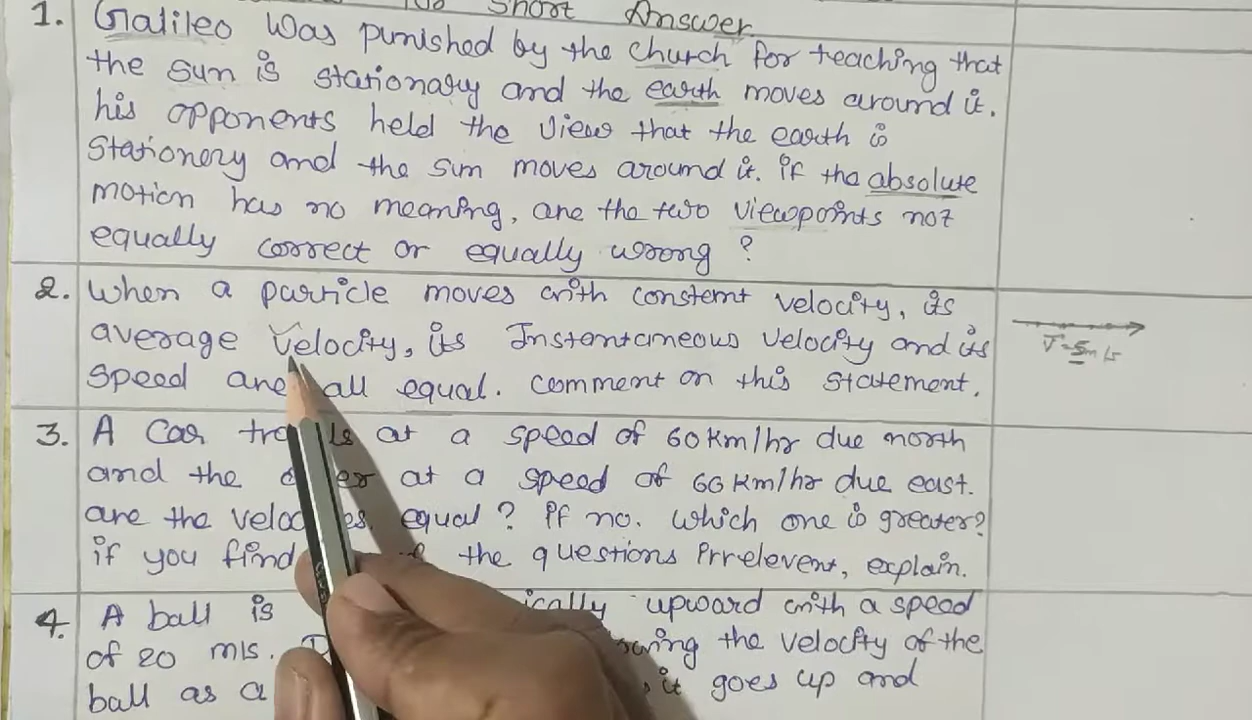 Short Answer
1. Galileo was punished by the church for teaching that
the sun is stationary and the earth moves around it.
his opponents held the view that the earth is
Stationery and the sun moves around it. if the absolute
motion has no meaning, are the two viewpoints not
equally correct or equally wrong ?
2. When a particle moves with constant velocity, its
average velocity, its Instantaneous velocity and its
Speed are all equal. comment on this statement.
V = 5m/s
3. A Car at a speed of 60 km/hr due north
and the at a speed of 60 km/hr due east.
are the equal ? if no. which one is greater?
if you find the questions irrelevent, explain.
4. A ball is upward with a speed
of 20 m/s. the velocity of the
ball as a it goes up and